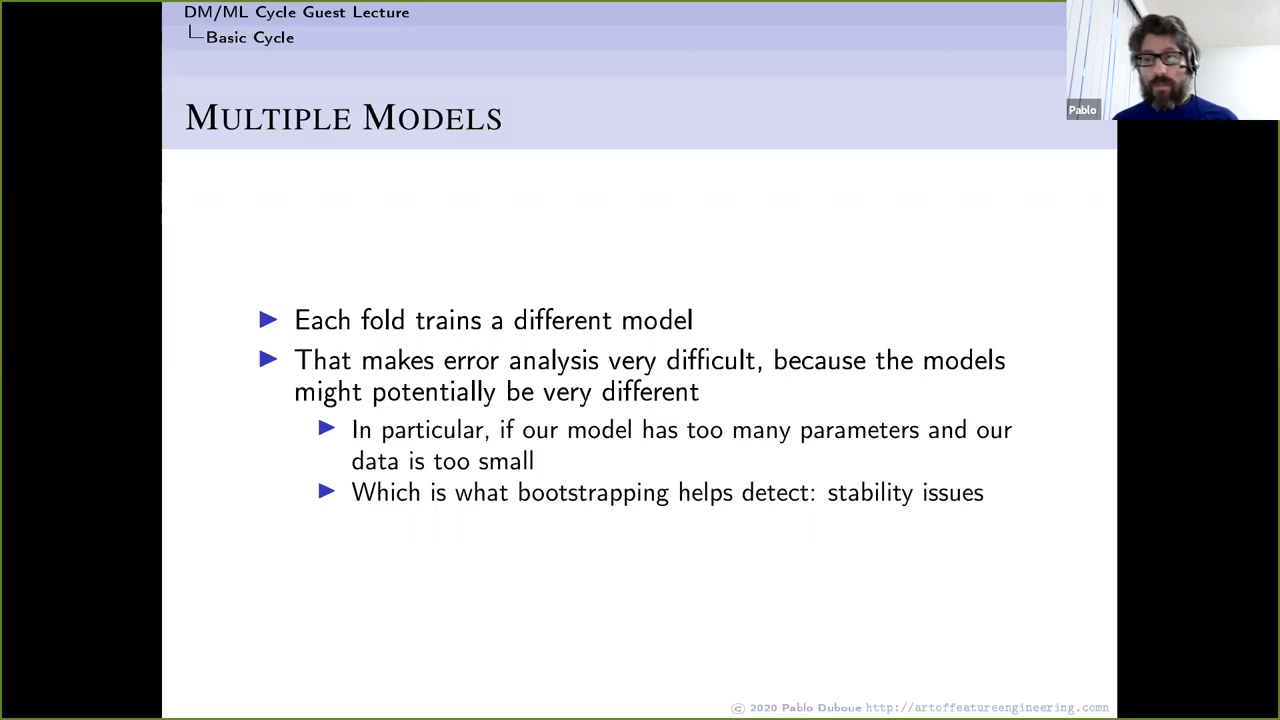 DM/ML Cycle Guest Lecture
Basic Cycle
Pablo
MULTIPLE MODELS
Each fold trains a different model
That makes error analysis very difficult, because the models
might potentially be very different
In particular, if our model has too many parameters and our
data is too small
Which is what bootstrapping helps detect: stability issues
© 2020 Pablo Duboue http://artoffeatureengineering.comn